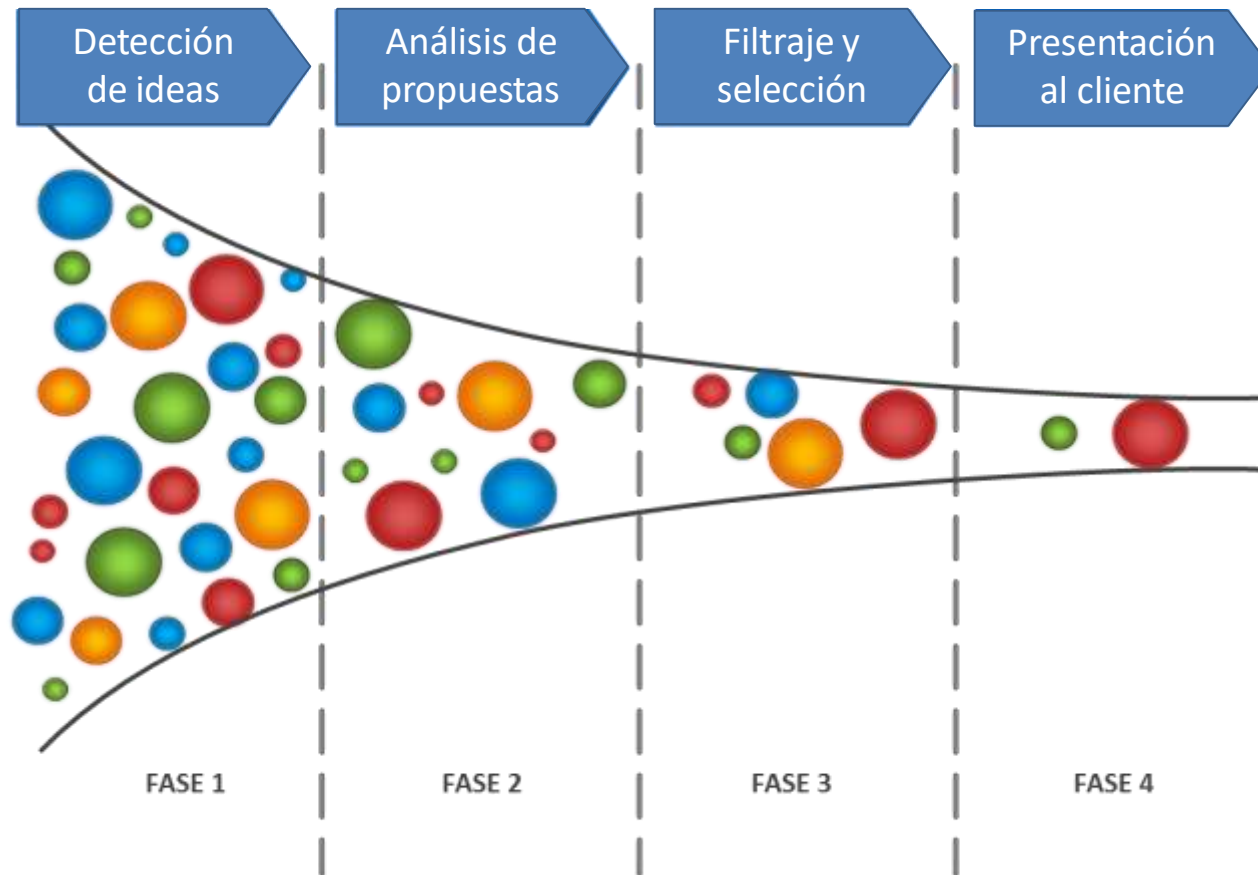 Detección
de ideas
Análisis de
propuestas
Filtraje y
selección
Presentación
al cliente
FASE 1
FASE 2
FASE 3
FASE 4